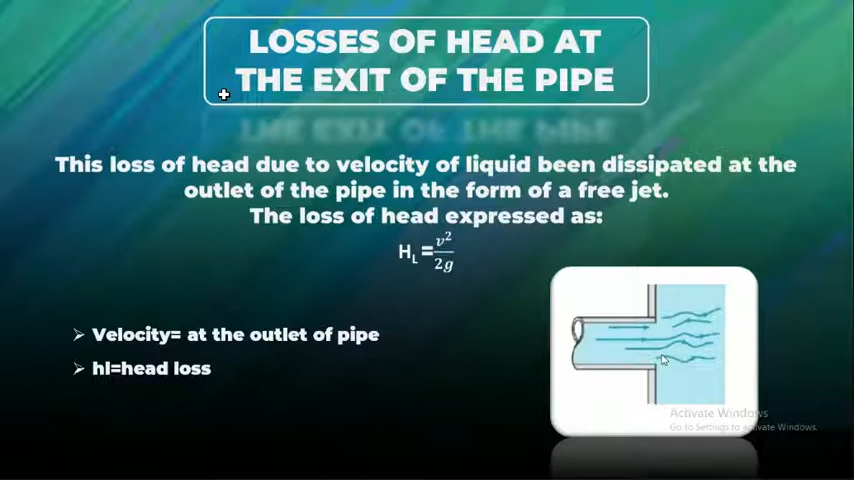 LOSSES OF HEAD AT
THE EXIT OF THE PIPE
This loss of head due to velocity of liquid been dissipated at the
outlet of the pipe in the form of a free jet.
The loss of head expressed as:
H_L = v²/2g
➢ Velocity= at the outlet of pipe
➢ hl=head loss
Activate Windows
Go to Settings to activate Windows.